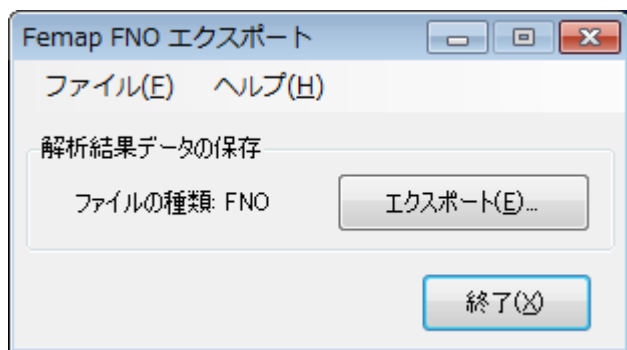 Femap FNO エクスポート
ファイル(F) ヘルプ(H)
解析結果データの保存
ファイルの種類: FNO エクスポート(E)...
終了(X)